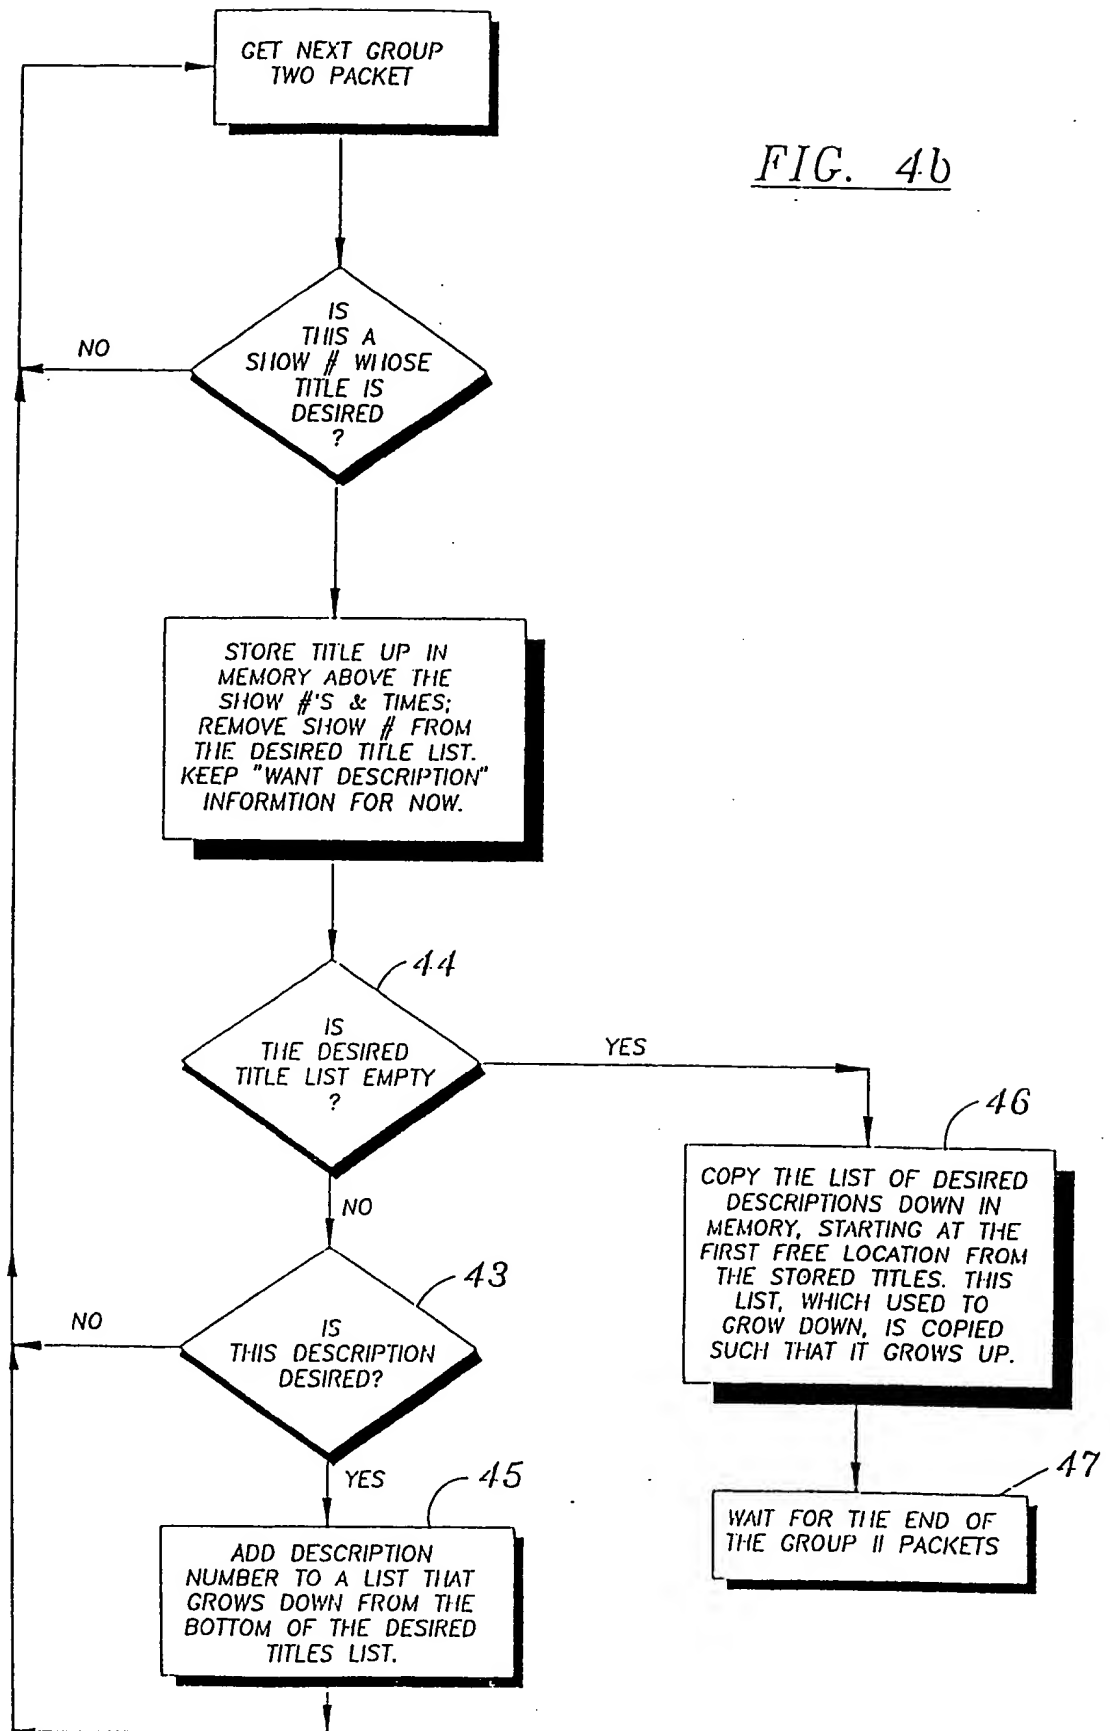 GET NEXT GROUP
TWO PACKET
FIG. 4b
IS
THIS A
SHOW # WHOSE
TITLE IS
DESIRED
?
NO
STORE TITLE UP IN
MEMORY ABOVE THE
SHOW #'S & TIMES;
REMOVE SHOW # FROM
THE DESIRED TITLE LIST.
KEEP "WANT DESCRIPTION"
INFORMTION FOR NOW.
44
IS
THE DESIRED
TITLE LIST EMPTY
?
YES
NO
46
COPY THE LIST OF DESIRED
DESCRIPTIONS DOWN IN
MEMORY, STARTING AT THE
FIRST FREE LOCATION FROM
THE STORED TITLES. THIS
LIST, WHICH USED TO
GROW DOWN, IS COPIED
SUCH THAT IT GROWS UP.
43
IS
THIS DESCRIPTION
DESIRED?
NO
YES
45
ADD DESCRIPTION
NUMBER TO A LIST THAT
GROWS DOWN FROM THE
BOTTOM OF THE DESIRED
TITLES LIST.
47
WAIT FOR THE END OF
THE GROUP II PACKETS